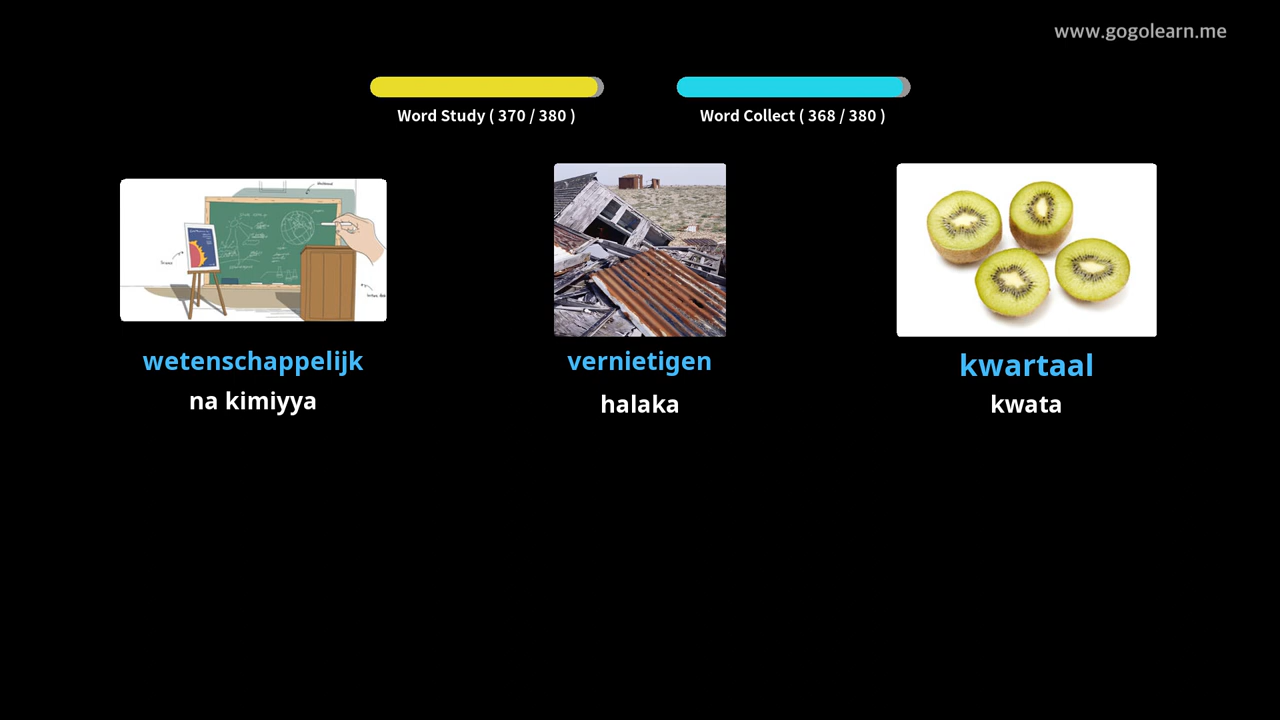 www.gogolearn.me
Word Study ( 370 / 380 )
Word Collect ( 368 / 380 )
wetenschappelijk
vernietigen
kwartaal
na kimiyya
halaka
kwata